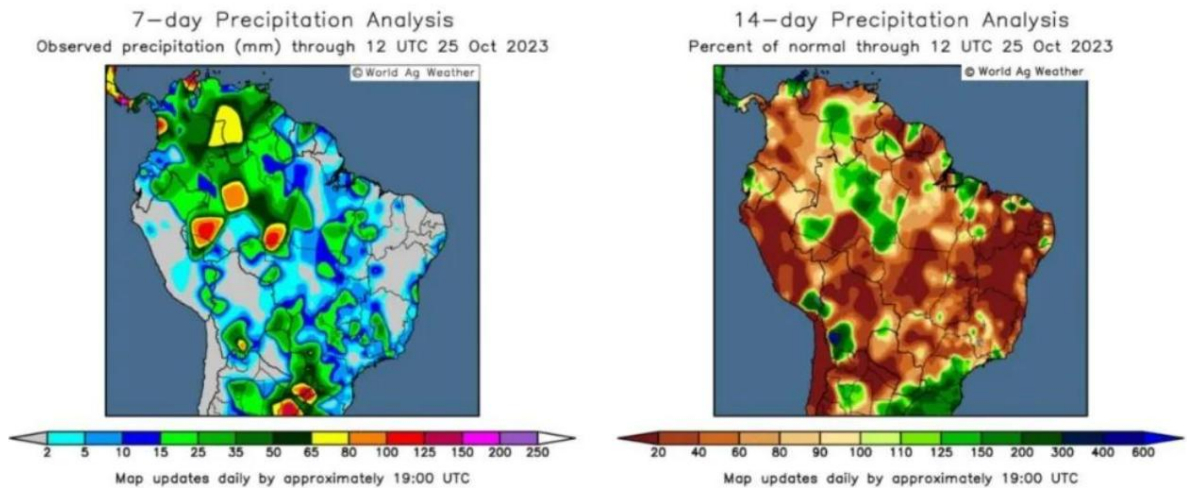 7-day Precipitation Analysis
Observed precipitation (mm) through 12 UTC 25 Oct 2023
© World Ag Weather
2 5 10 15 25 35 50 65 80 100 125 150 200 250
Map updates daily by approximately 19:00 UTC
14-day Precipitation Analysis
Percent of normal through 12 UTC 25 Oct 2023
© World Ag Weather
20 40 60 80 90 100 110 125 150 200 300 400 600
Map updates daily by approximately 19:00 UTC